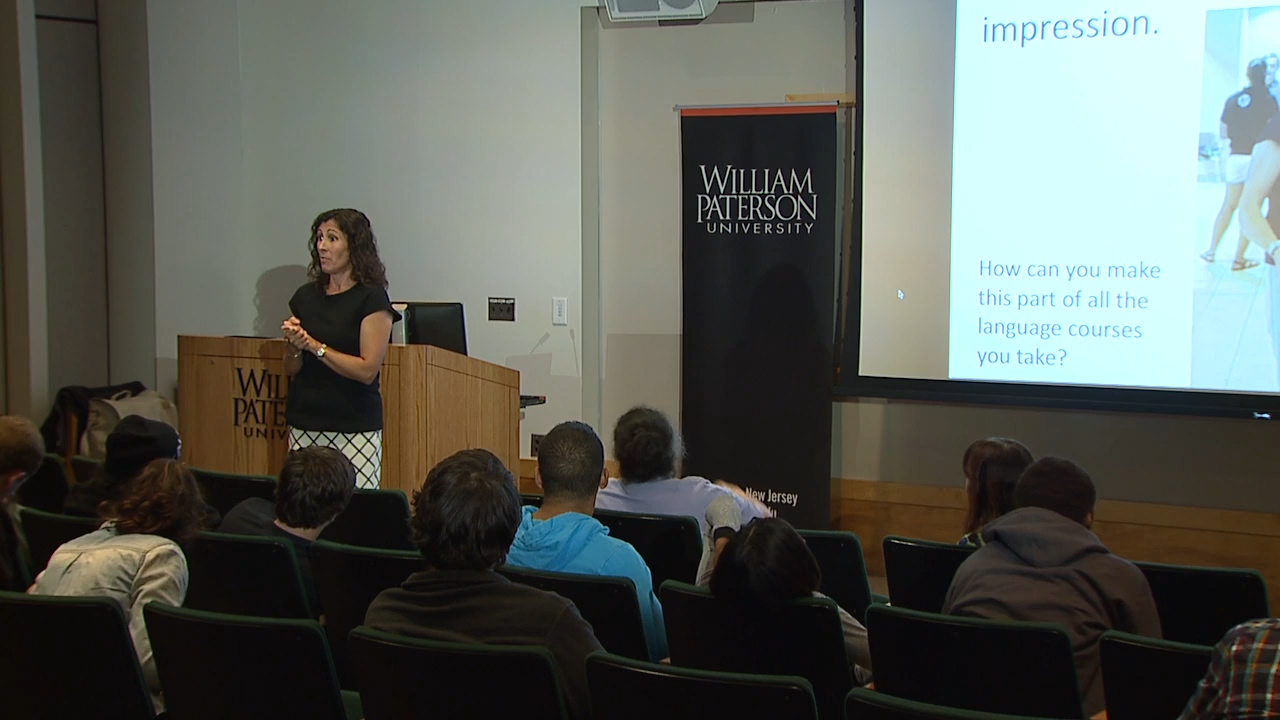 impression.
How can you make
this part of all the
language courses
you take?
WILLIAM
PATERSON
UNIVERSITY
New Jersey
WIL
PATE
UNIV